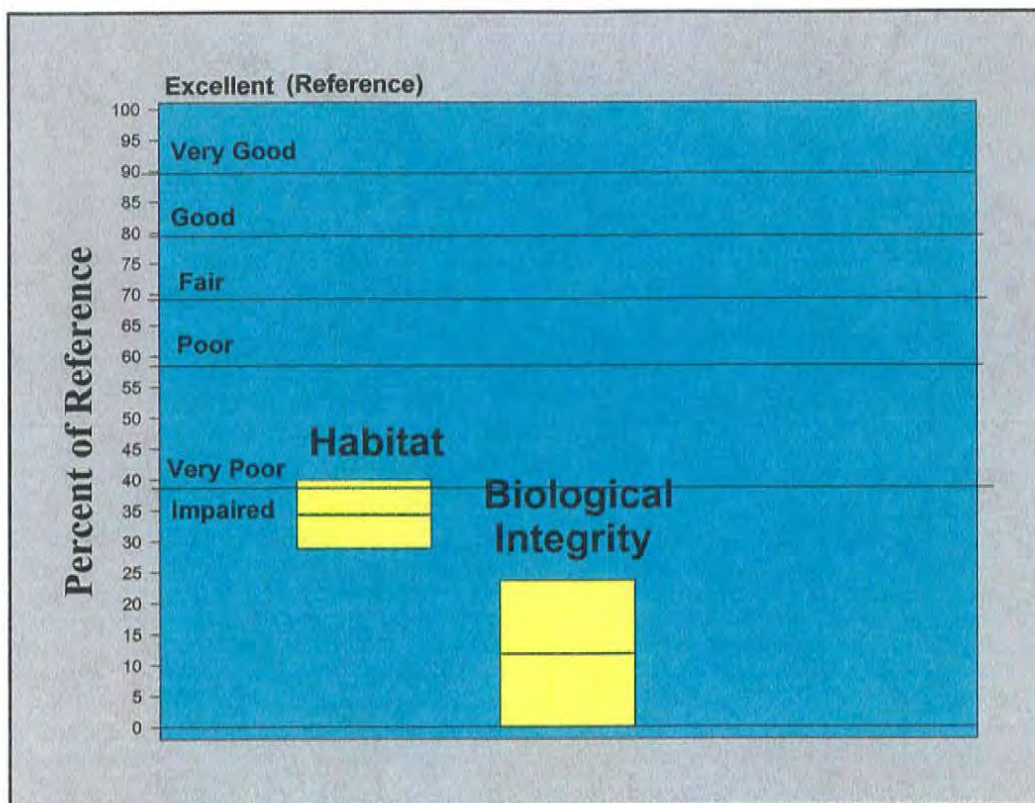 Excellent (Reference)
100
95
Very Good
90
85
Good
80
75
Fair
70
65
Poor
60
55
50
45
Habitat
40
Very Poor
35
Impaired
Biological
Integrity
30
25
20
15
10
5
0
Percent of Reference